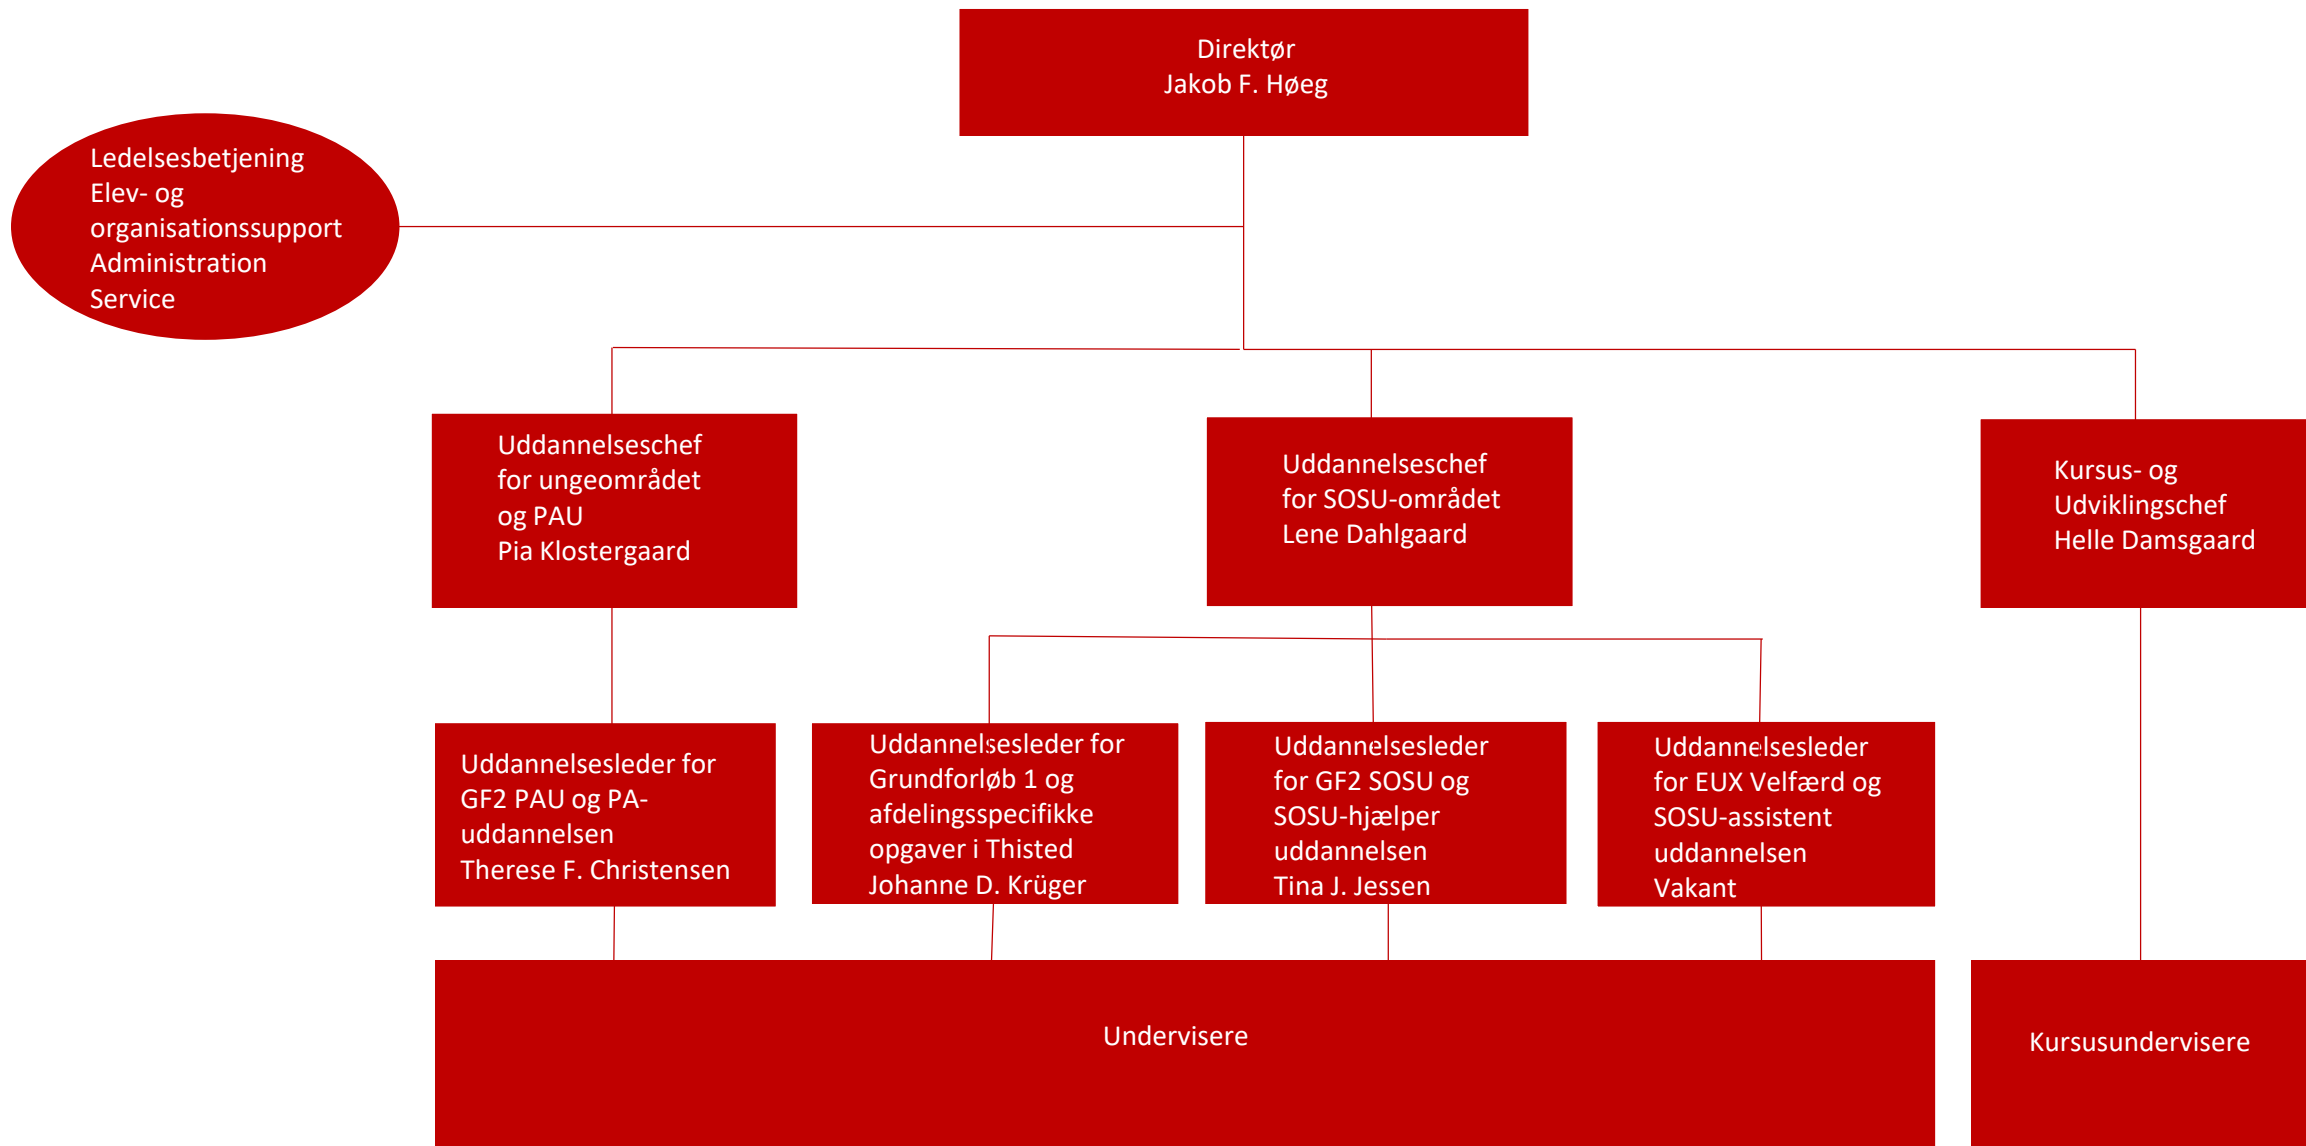 Direktør
Jakob F. Høeg
Ledelsesbetjening
Elev- og
organisationssupport
Administration
Service
Uddannelseschef
for ungeområdet
og PAU
Pia Klostergaard
Uddannelseschef
for SOSU-området
Lene Dahlgaard
Kursus- og
Udviklingschef
Helle Damsgaard
Uddannelsesleder for
GF2 PAU og PA-
uddannelsen
Therese F. Christensen
Uddannelsesleder for
Grundforløb 1 og
afdelingsspecifikke
opgaver i Thisted
Johanne D. Krüger
Uddannelsesleder
for GF2 SOSU og
SOSU-hjælper
uddannelsen
Tina J. Jessen
Uddannelsesleder
for EUX Velfærd og
SOSU-assistent
uddannelsen
Vakant
Undervisere
Kursusundervisere